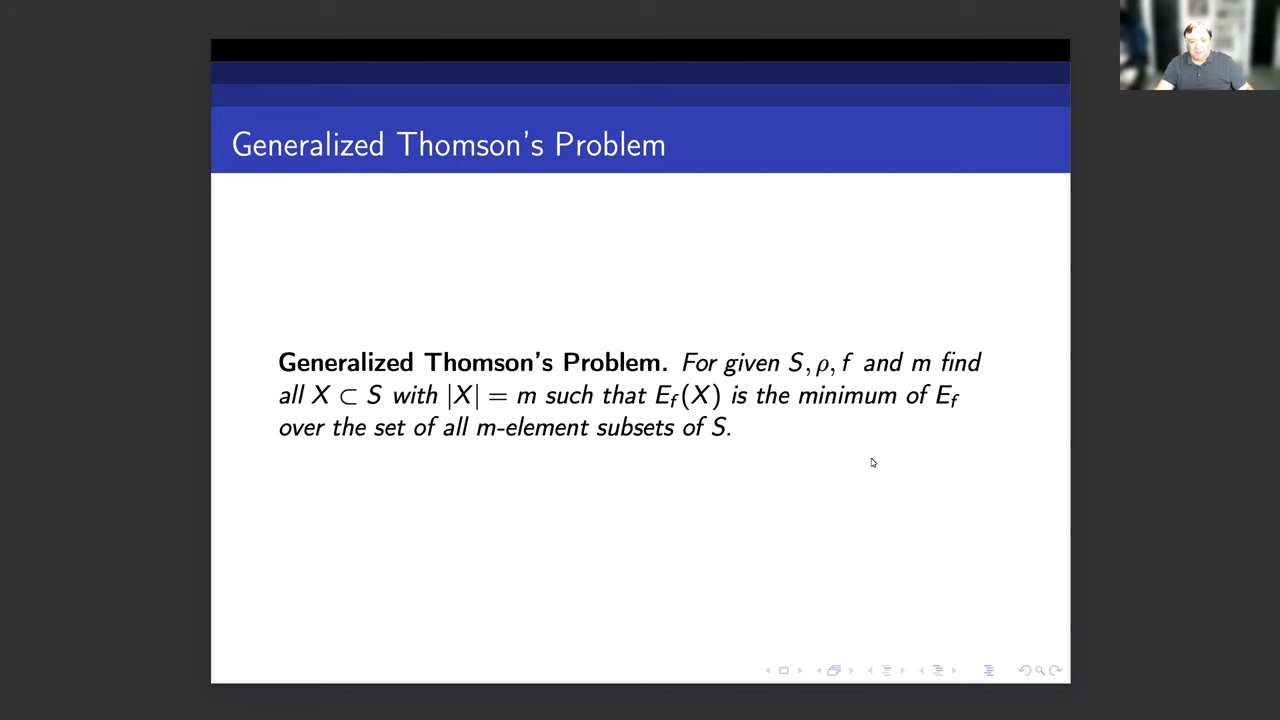 Generalized Thomson's Problem
Generalized Thomson's Problem. For given S, ρ, f and m find
all X ⊂ S with |X| = m such that E_f(X) is the minimum of E_f
over the set of all m-element subsets of S.